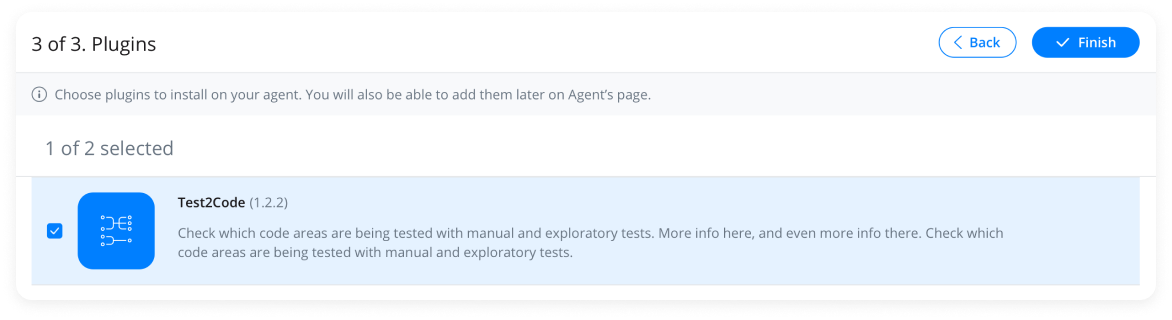 3 of 3. Plugins
Back
Finish
Choose plugins to install on your agent. You will also be able to add them later on Agent's page.
1 of 2 selected
Test2Code (1.2.2)
Check which code areas are being tested with manual and exploratory tests. More info here, and even more info there. Check which
code areas are being tested with manual and exploratory tests.